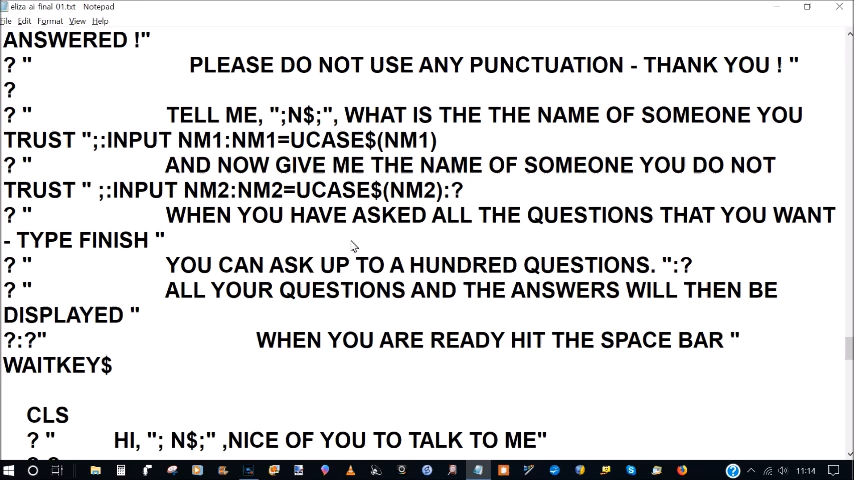 eliza ai final 01.txt - Notepad
File Edit Format View Help
ANSWERED !"
? " PLEASE DO NOT USE ANY PUNCTUATION - THANK YOU ! "
?
? " TELL ME, ";N$;", WHAT IS THE THE NAME OF SOMEONE YOU
TRUST ";:INPUT NM1:NM1=UCASE$(NM1)
? " AND NOW GIVE ME THE NAME OF SOMEONE YOU DO NOT
TRUST " ;:INPUT NM2:NM2=UCASE$(NM2):?
? " WHEN YOU HAVE ASKED ALL THE QUESTIONS THAT YOU WANT
- TYPE FINISH "
? " YOU CAN ASK UP TO A HUNDRED QUESTIONS. ":?
? " ALL YOUR QUESTIONS AND THE ANSWERS WILL THEN BE
DISPLAYED "
?:?" WHEN YOU ARE READY HIT THE SPACE BAR "
WAITKEY$
CLS
? " HI, "; N$;" ,NICE OF YOU TO TALK TO ME"
11:14